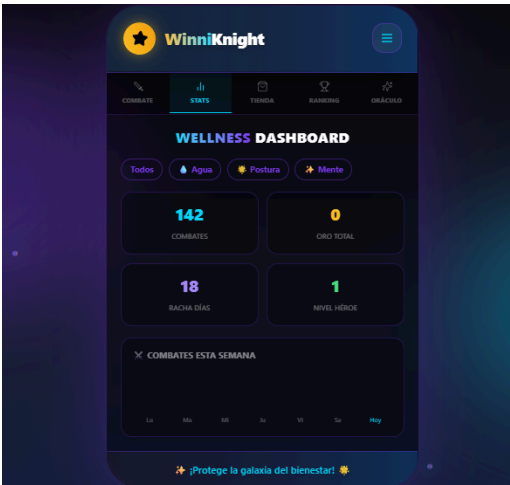 WinniKnight
COMBATE STATS TIENDA RANKING ORÁCULO
WELLNESS DASHBOARD
Todos Agua Postura Mente
142 0
COMBATES ORO TOTAL
18 1
RACHA DÍAS NIVEL HÉROE
COMBATES ESTA SEMANA
Lu Ma Mi Ju Vi Sa Hoy
¡Protege la galaxia del bienestar!